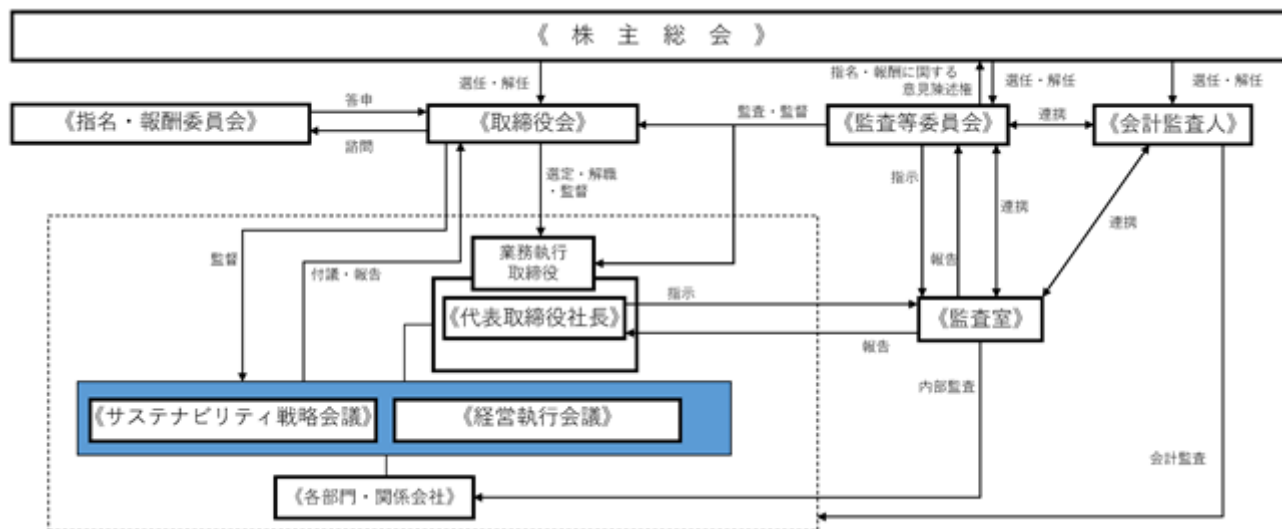 《 株 主 総 会 》
選任・解任
指名・報酬に関する
意見陳述権
選任・解任
選任・解任
《指名・報酬委員会》
答申
諮問
《取締役会》
監査・監督
《監査等委員会》
連携
《会計監査人》
選定・解職
・監督
指示
連携
連携
報告
監督
付議・報告
業務執行
取締役
《代表取締役社長》
指示
報告
《監査室》
内部監査
《サステナビリティ戦略会議》
《経営執行会議》
会計監査
《各部門・関係会社》